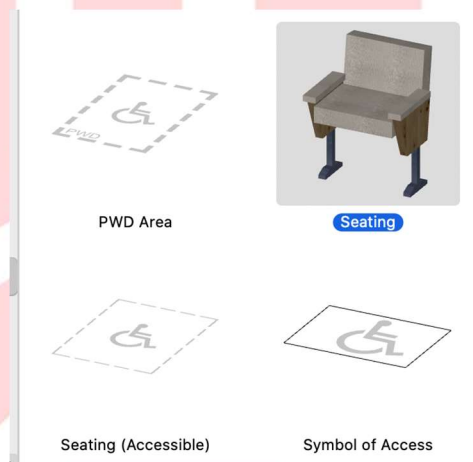 PWD
PWD Area
Seating
Seating (Accessible)
Symbol of Access